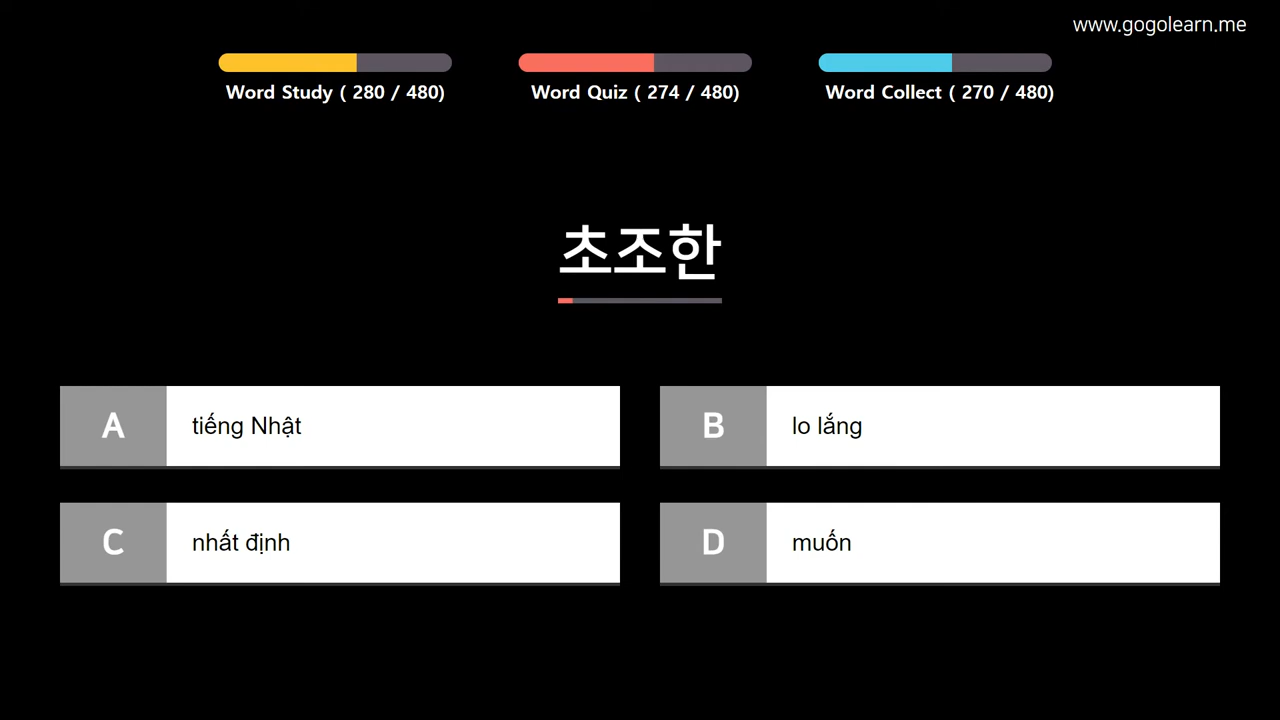 www.gogolearn.me
Word Study ( 280 / 480)
Word Quiz ( 274 / 480)
Word Collect ( 270 / 480)
초조한
A tiếng Nhật
B lo lắng
C nhất định
D muốn